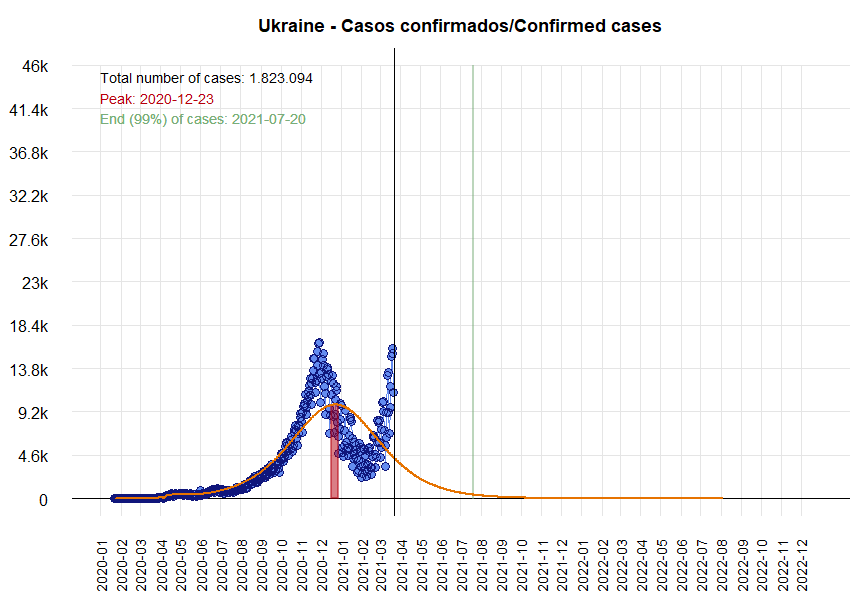 Ukraine - Casos confirmados/Confirmed cases
46k
Total number of cases: 1.823.094
Peak: 2020-12-23
End (99%) of cases: 2021-07-20
41.4k
36.8k
32.2k
27.6k
23k
18.4k
13.8k
9.2k
4.6k
0
2020-01
2020-02
2020-03
2020-04
2020-05
2020-06
2020-07
2020-08
2020-09
2020-10
2020-11
2020-12
2021-01
2021-02
2021-03
2021-04
2021-05
2021-06
2021-07
2021-08
2021-09
2021-10
2021-11
2021-12
2022-01
2022-02
2022-03
2022-04
2022-05
2022-06
2022-07
2022-08
2022-09
2022-10
2022-11
2022-12